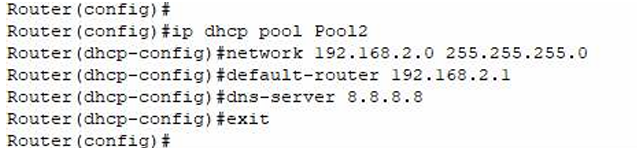 Router(config)#
Router(config)#ip dhcp pool Pool2
Router(dhcp-config)#network 192.168.2.0 255.255.255.0
Router(dhcp-config)#default-router 192.168.2.1
Router(dhcp-config)#dns-server 8.8.8.8
Router(dhcp-config)#exit
Router(config)#